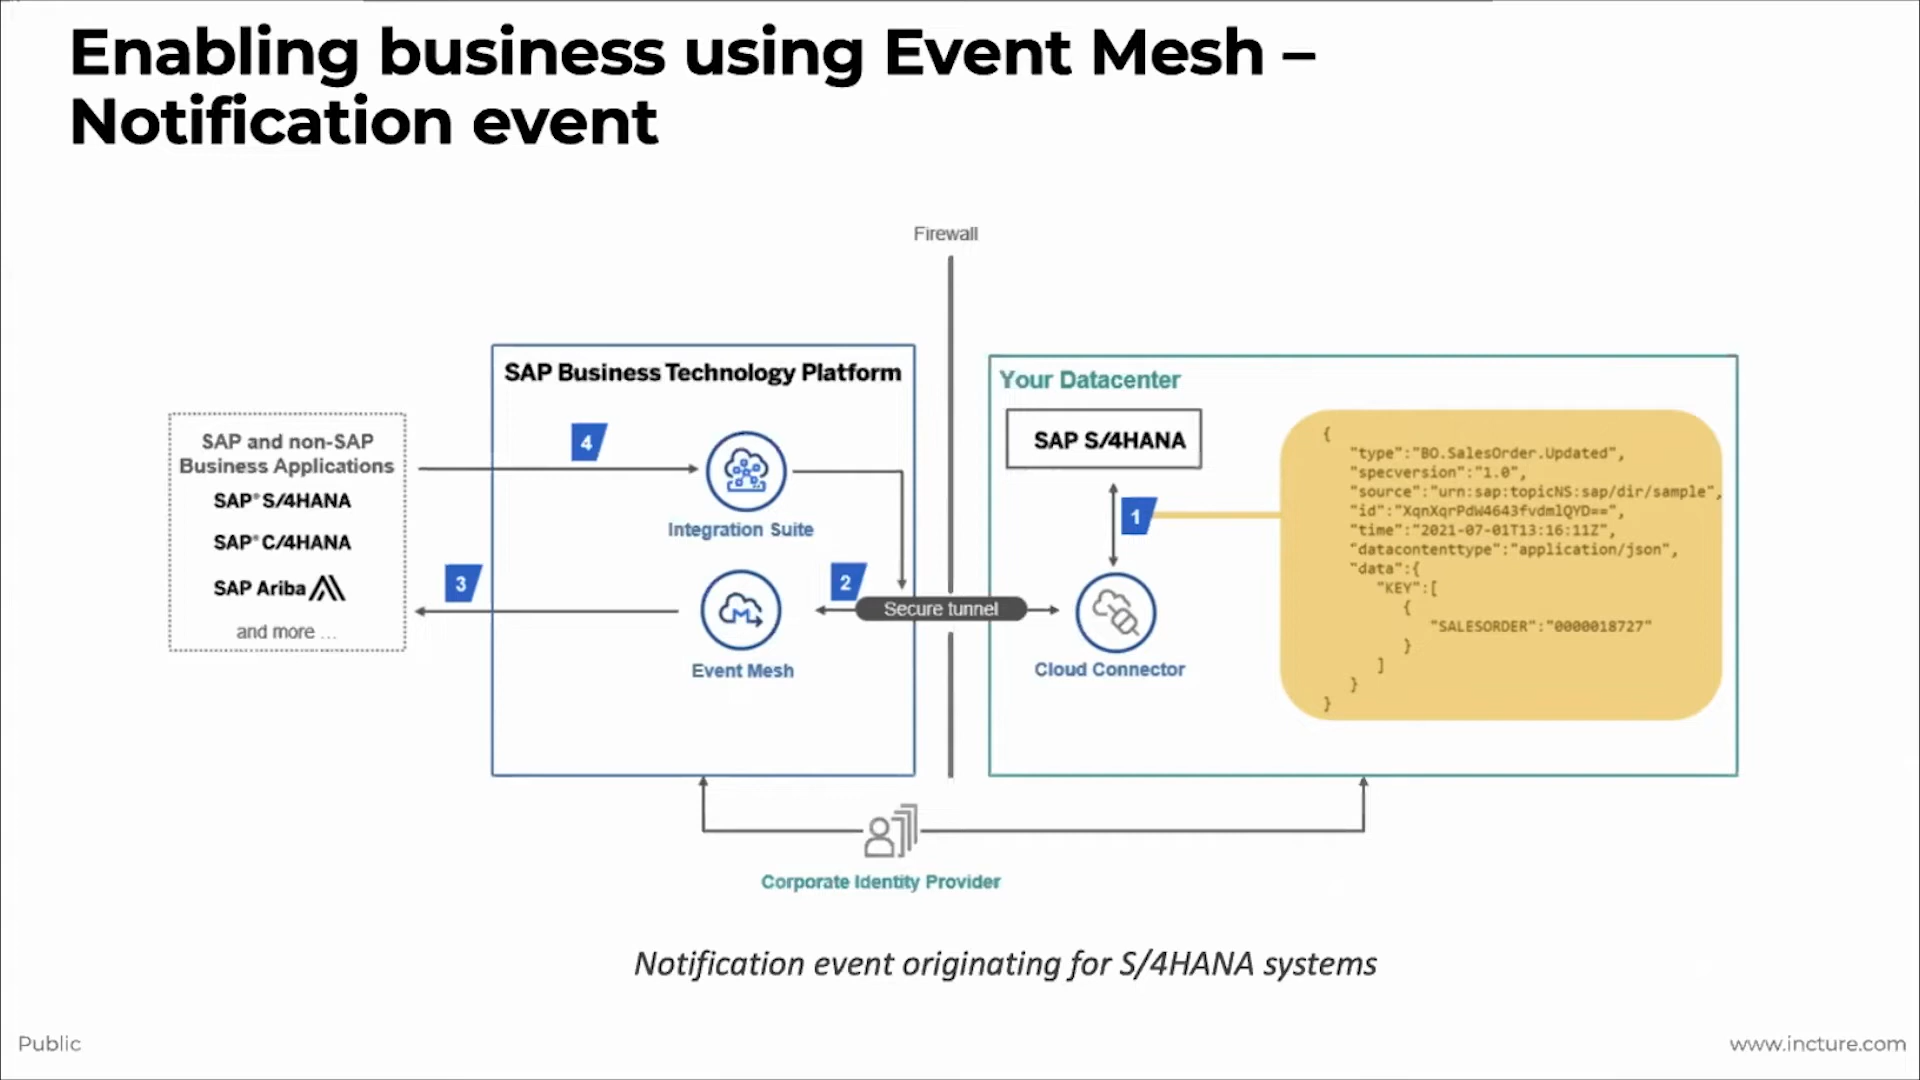 Enabling business using Event Mesh –
Notification event
Firewall
SAP Business Technology Platform
Your Datacenter
SAP and non-SAP
Business Applications
SAP® S/4HANA
SAP® C/4HANA
SAP Ariba
and more ...
4
Integration Suite
3
2
Event Mesh
Secure tunnel
SAP S/4HANA
1
Cloud Connector
{
"type":"BO.SalesOrder.Updated",
"specversion":"1.0",
"source":"urn:sap:topicNS:sap/dir/sample",
"id":"XqnXqrPdW4643fvdmlQYD==",
"time":"2021-07-01T13:16:11Z",
"datacontenttype":"application/json",
"data":{
"KEY":[
{
"SALESORDER":"0000018727"
}
]
}
}
Corporate Identity Provider
Notification event originating for S/4HANA systems
Public
www.incture.com